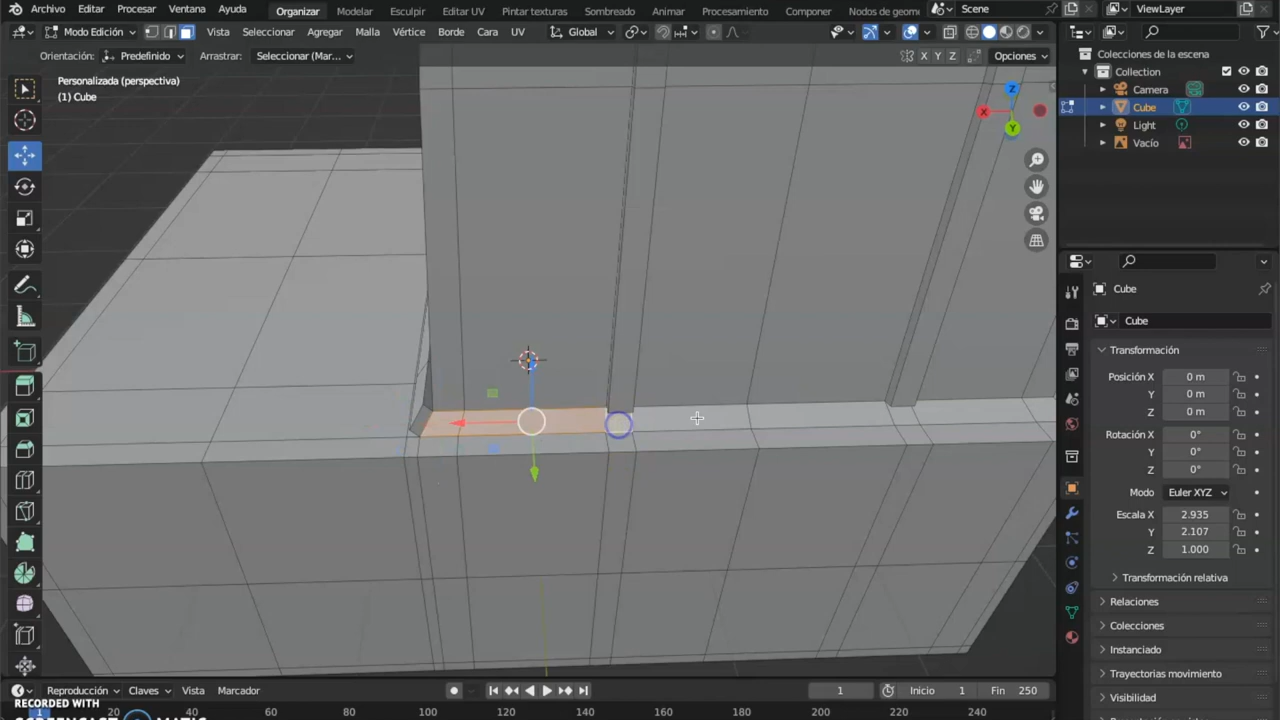 Archivo Editar Procesar Ventana Ayuda Organizar Modelar Esculpir Editar UV Pintar texturas Sombreado Animar Procesamiento Componer Nodos de geome Scene ViewLayer
Modo Edición Vista Seleccionar Agregar Malla Vértice Borde Cara UV Global
Orientación: Predefinido Arrastrar: Seleccionar (Mar... X Y Z Opciones
Personalizada (perspectiva)
(1) Cube
Z
X
Y
Colecciones de la escena
Collection
Camera
Cube
Light
Vacío
Cube
Cube
Transformación
Posición X 0 m
Y 0 m
Z 0 m
Rotación X 0°
Y 0°
Z 0°
Modo Euler XYZ
Escala X 2.935
Y 2.107
Z 1.000
Transformación relativa
Relaciones
Colecciones
Instanciado
Trayectorias movimiento
Visibilidad
Reproducción Claves Vista Marcador 1 Inicio 1 Fin 250
RECORDED WITH
1 20 40 60 80 100 120 140 160 180 200 220 240